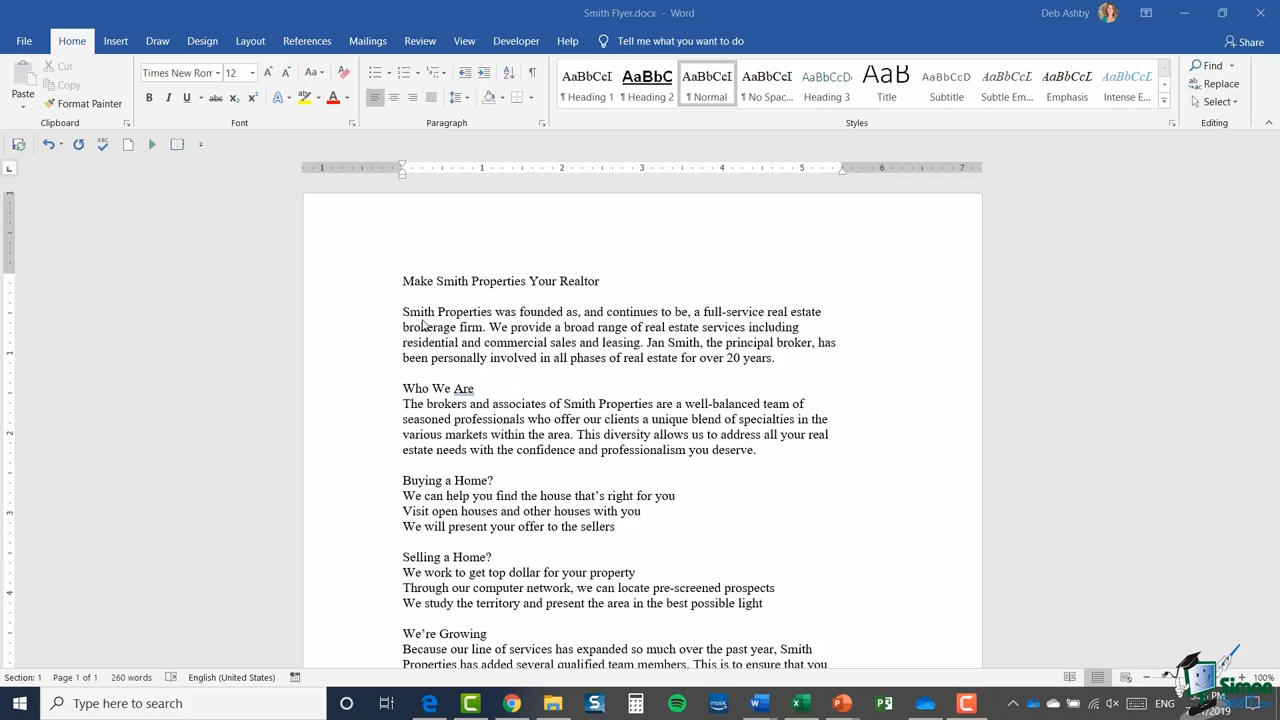 Smith Flyer.docx - Word
Deb Ashby
File Home Insert Draw Design Layout References Mailings Review View Developer Help Tell me what you want to do Share
Cut
Copy
Paste
Format Painter
Clipboard
Times New Rom 12
Font
Paragraph
AaBbCcI AaBbC AaBbCcI AaBbCcI AaBbCcD AaB AaBbCcD AaBbCcD AaBbCcI AaBbCcD
¶ Heading 1 ¶ Heading 2 ¶ Normal ¶ No Spac... Heading 3 Title Subtitle Subtle Em... Emphasis Intense E...
Styles
Find
Replace
Select
Editing
1 1 2 3 4 5 6 7
Make Smith Properties Your Realtor
Smith Properties was founded as, and continues to be, a full-service real estate
brokerage firm. We provide a broad range of real estate services including
residential and commercial sales and leasing. Jan Smith, the principal broker, has
been personally involved in all phases of real estate for over 20 years.
Who We Are
The brokers and associates of Smith Properties are a well-balanced team of
seasoned professionals who offer our clients a unique blend of specialties in the
various markets within the area. This diversity allows us to address all your real
estate needs with the confidence and professionalism you deserve.
Buying a Home?
We can help you find the house that’s right for you
Visit open houses and other houses with you
We will present your offer to the sellers
Selling a Home?
We work to get top dollar for your property
Through our computer network, we can locate pre-screened prospects
We study the territory and present the area in the best possible light
We’re Growing
Because our line of services has expanded so much over the past year, Smith
Properties has added several qualified team members. This is to ensure that you
Section: 1 Page 1 of 1 260 words English (United States) 100%
Type here to search
ENG
Simon